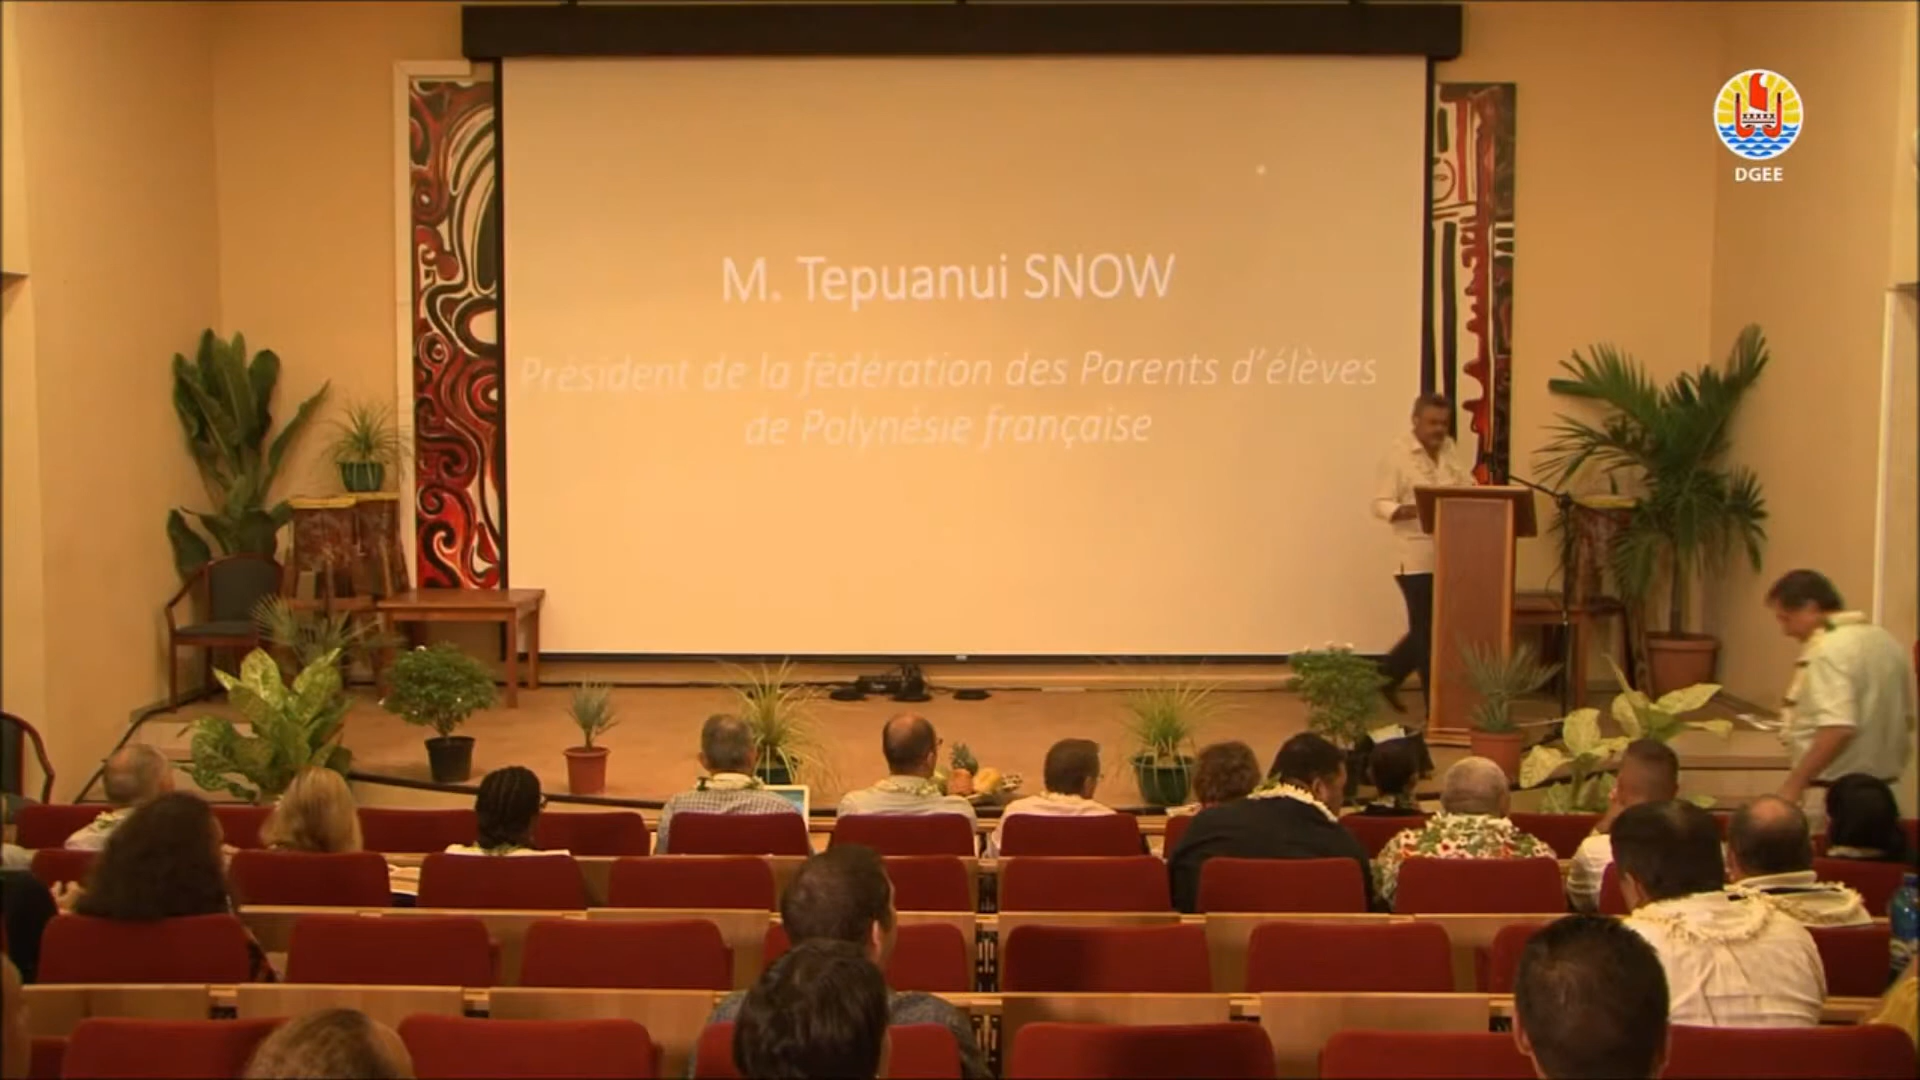 M. Tepuanui SNOW
Président de la fédération des Parents d'élèves
de Polynésie française
DGEE